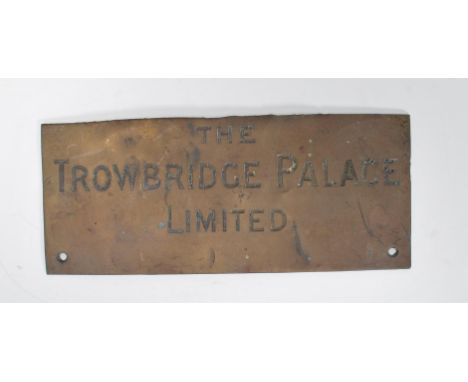 THE
TROWBRIDGE PALACE
LIMITED